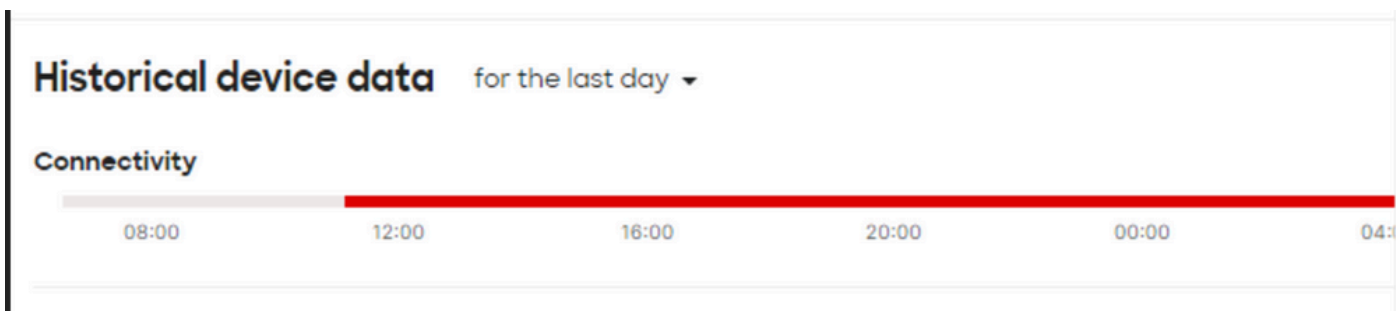 Historical device data for the last day
Connectivity
08:00 12:00 16:00 20:00 00:00